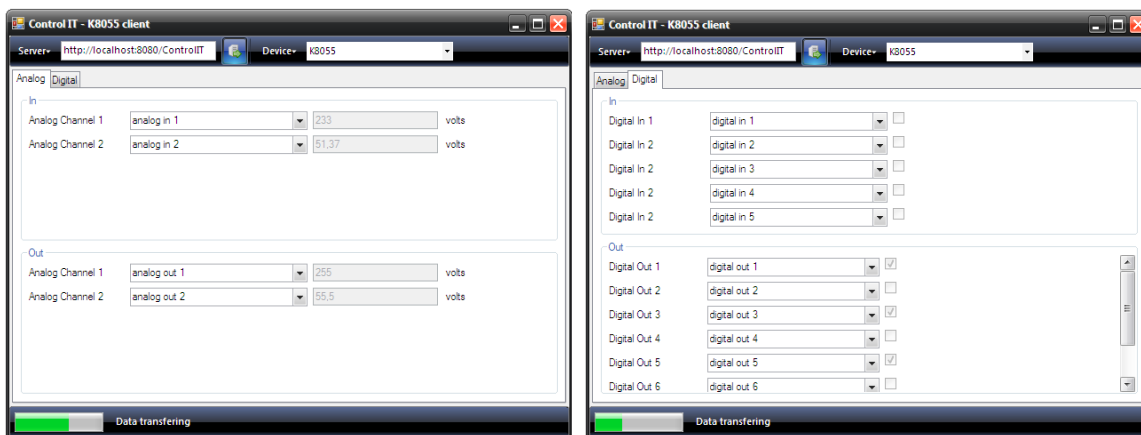 Control IT - K8055 client
Server http://localhost:8080/ControlIT Device K8055
Analog Digital
In
Analog Channel 1 analog in 1 233 volts
Analog Channel 2 analog in 2 51,37 volts
Out
Analog Channel 1 analog out 1 255 volts
Analog Channel 2 analog out 2 55,5 volts
Data transfering
Control IT - K8055 client
Server http://localhost:8080/ControlIT Device K8055
Analog Digital
In
Digital In 1 digital in 1
Digital In 2 digital in 2
Digital In 2 digital in 3
Digital In 2 digital in 4
Digital In 2 digital in 5
Out
Digital Out 1 digital out 1
Digital Out 2 digital out 2
Digital Out 3 digital out 3
Digital Out 4 digital out 4
Digital Out 5 digital out 5
Digital Out 6 digital out 6
Data transfering